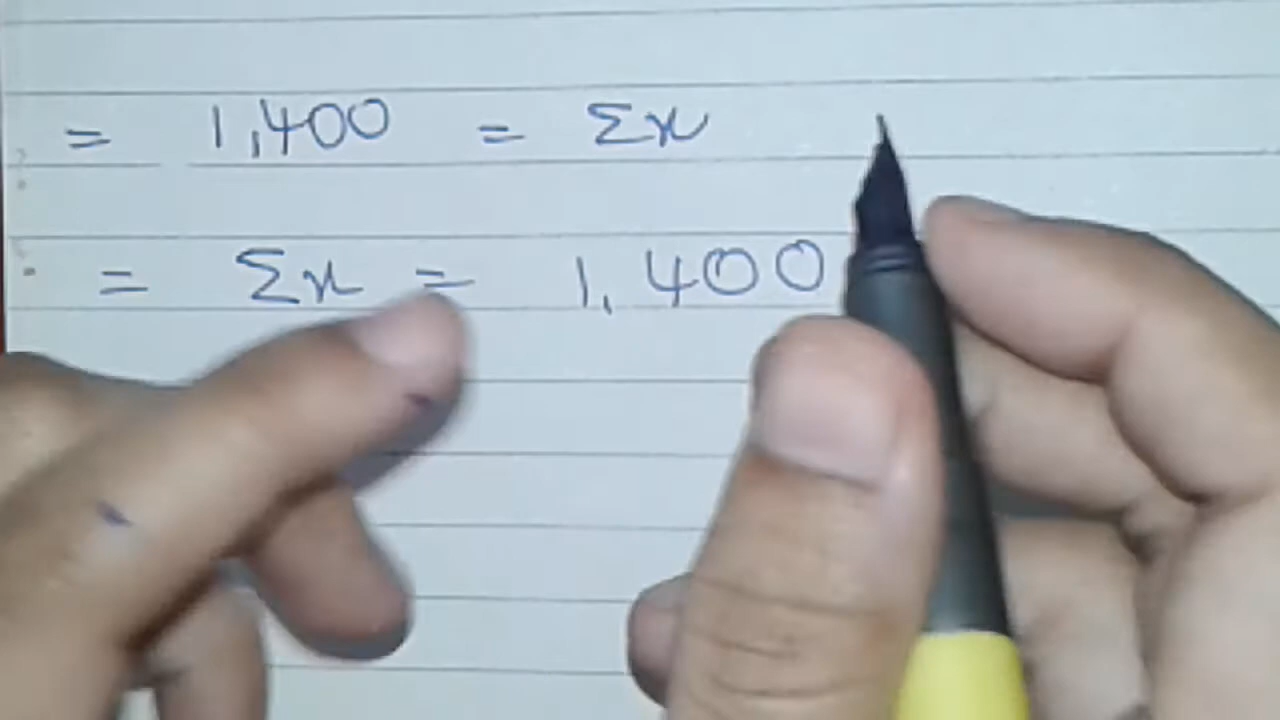 = 1,400 = Σx
= Σx = 1,400